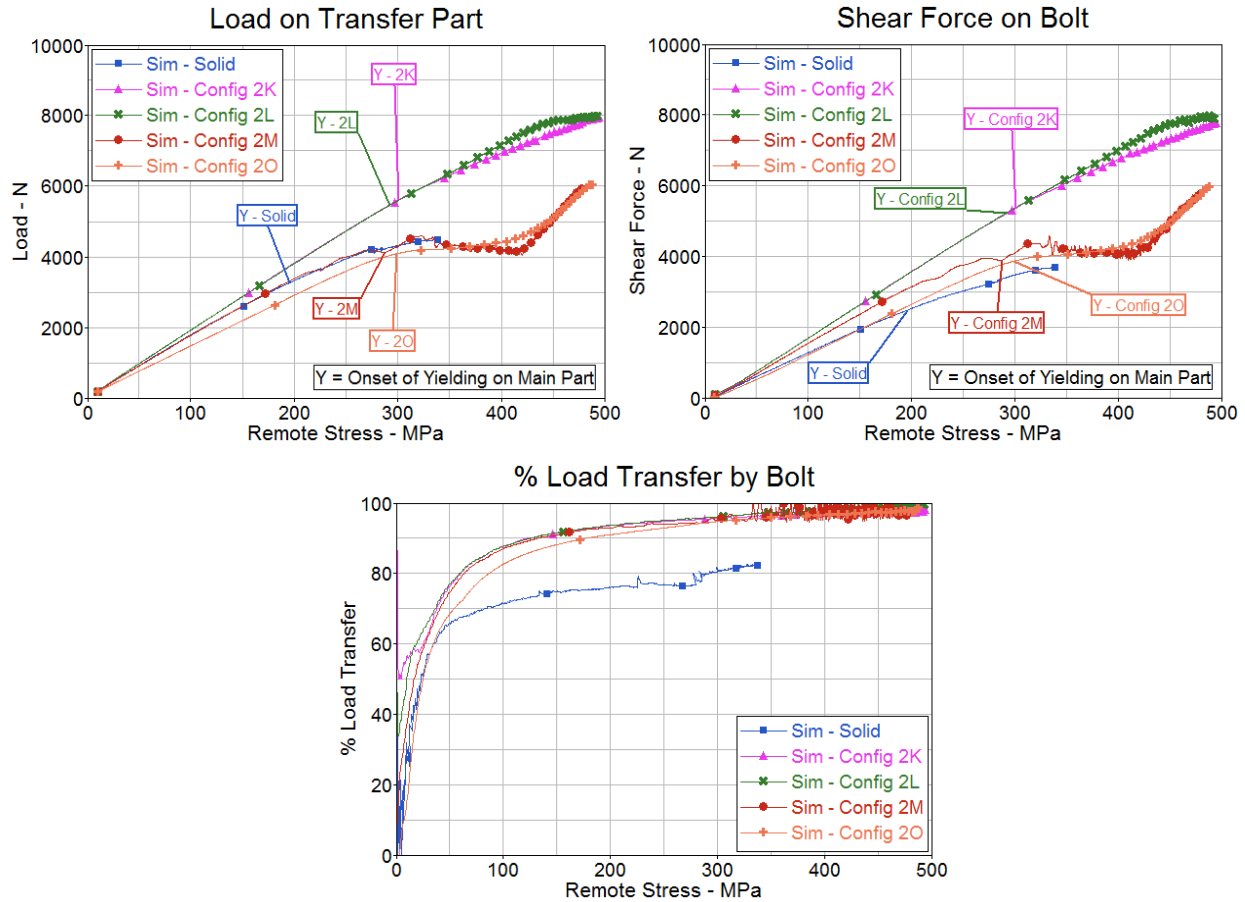 Load on Transfer Part
10000
8000
6000
4000
2000
0
Load - N
Sim - Solid
Sim - Config 2K
Sim - Config 2L
Sim - Config 2M
Sim - Config 2O
Y - 2K
Y - 2L
Y - Solid
Y - 2M
Y - 2O
Y = Onset of Yielding on Main Part
0 100 200 300 400 500
Remote Stress - MPa
Shear Force on Bolt
10000
8000
6000
4000
2000
0
Shear Force - N
Sim - Solid
Sim - Config 2K
Sim - Config 2L
Sim - Config 2M
Sim - Config 2O
Y - Config 2K
Y - Config 2L
Y - Config 2O
Y - Config 2M
Y - Solid
Y = Onset of Yielding on Main Part
0 100 200 300 400 500
Remote Stress - MPa
% Load Transfer by Bolt
100
80
60
40
20
0
% Load Transfer
Sim - Solid
Sim - Config 2K
Sim - Config 2L
Sim - Config 2M
Sim - Config 2O
0 100 200 300 400 500
Remote Stress - MPa